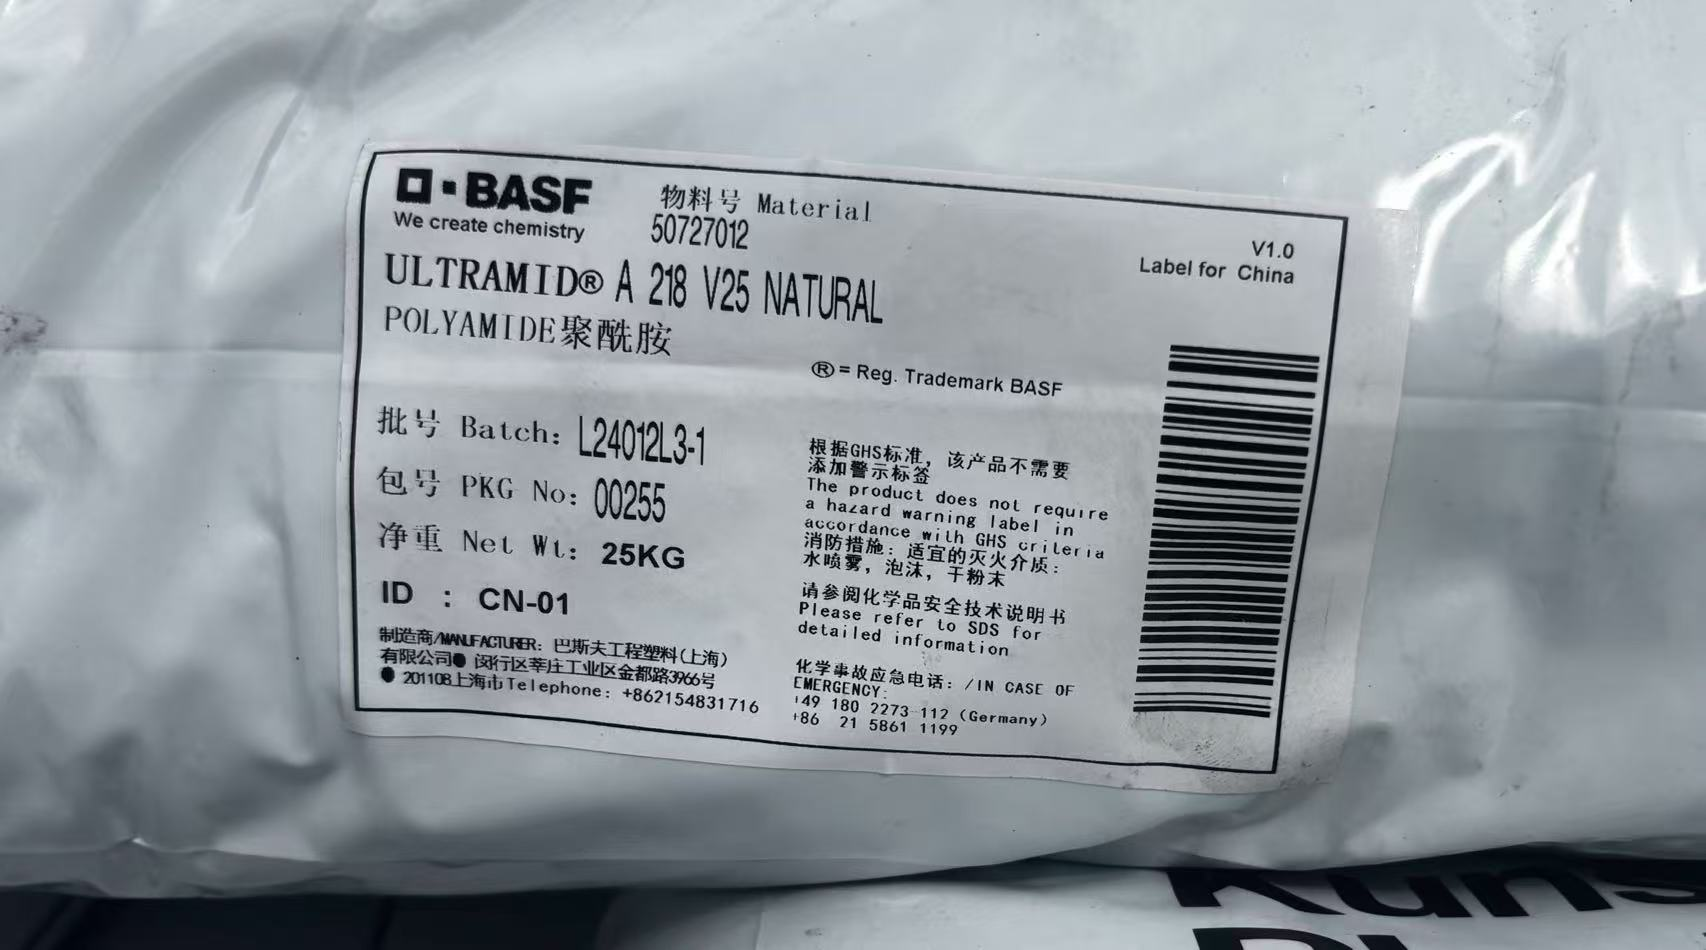 BASF
We create chemistry
物料号 Material
50727012
V1.0
Label for China
ULTRAMID® A 218 V25 NATURAL
POLYAMIDE聚酰胺
® = Reg. Trademark BASF
批号 Batch: L24012L3-1
包号 PKG No: 00255
净重 Net Wt: 25KG
ID : CN-01
制造商/MANUFACTURER: 巴斯夫工程塑料(上海)
有限公司● 闵行区莘庄工业区金都路3966号
● 201108上海市Telephone: +862154831716
根据GHS标准, 该产品不需要
添加警示标签
The product does not require
a hazard warning label in
accordance with GHS criteria
消防措施: 适宜的灭火介质:
水喷雾, 泡沫, 干粉末
请参阅化学品安全技术说明书
Please refer to SDS for
detailed information
化学事故应急电话: /IN CASE OF
EMERGENCY:
+49 180 2273-112 (Germany)
+86 21 5861 1199